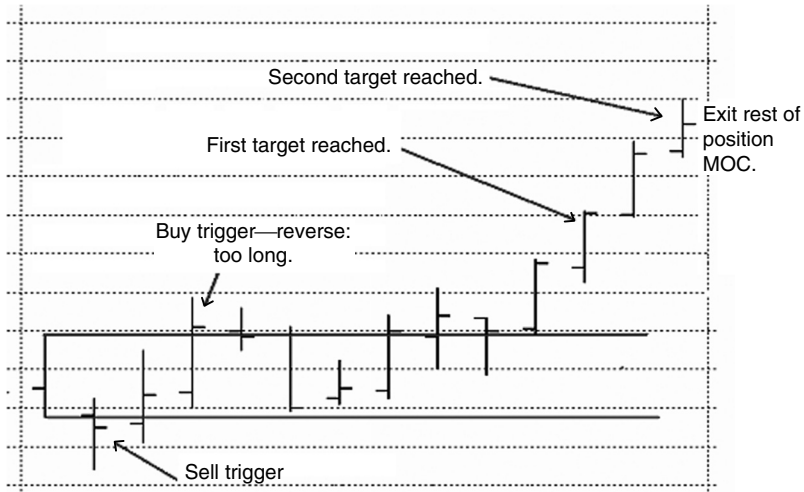 Second target reached.
Exit rest of
position
MOC.
First target reached.
Buy trigger—reverse:
too long.
Sell trigger